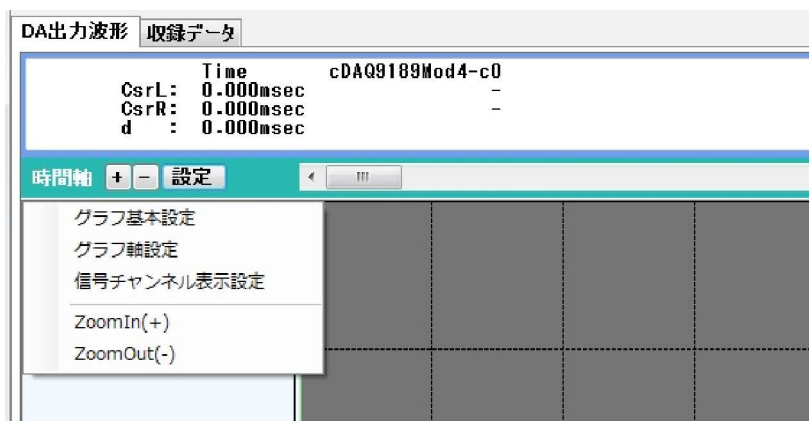 DA出力波形 収録データ
Time cDAQ9189Mod4-c0
CsrL: 0.000msec -
CsrR: 0.000msec -
d : 0.000msec
時間軸 + - 設定
グラフ基本設定
グラフ軸設定
信号チャンネル表示設定
ZoomIn(+)
ZoomOut(-)